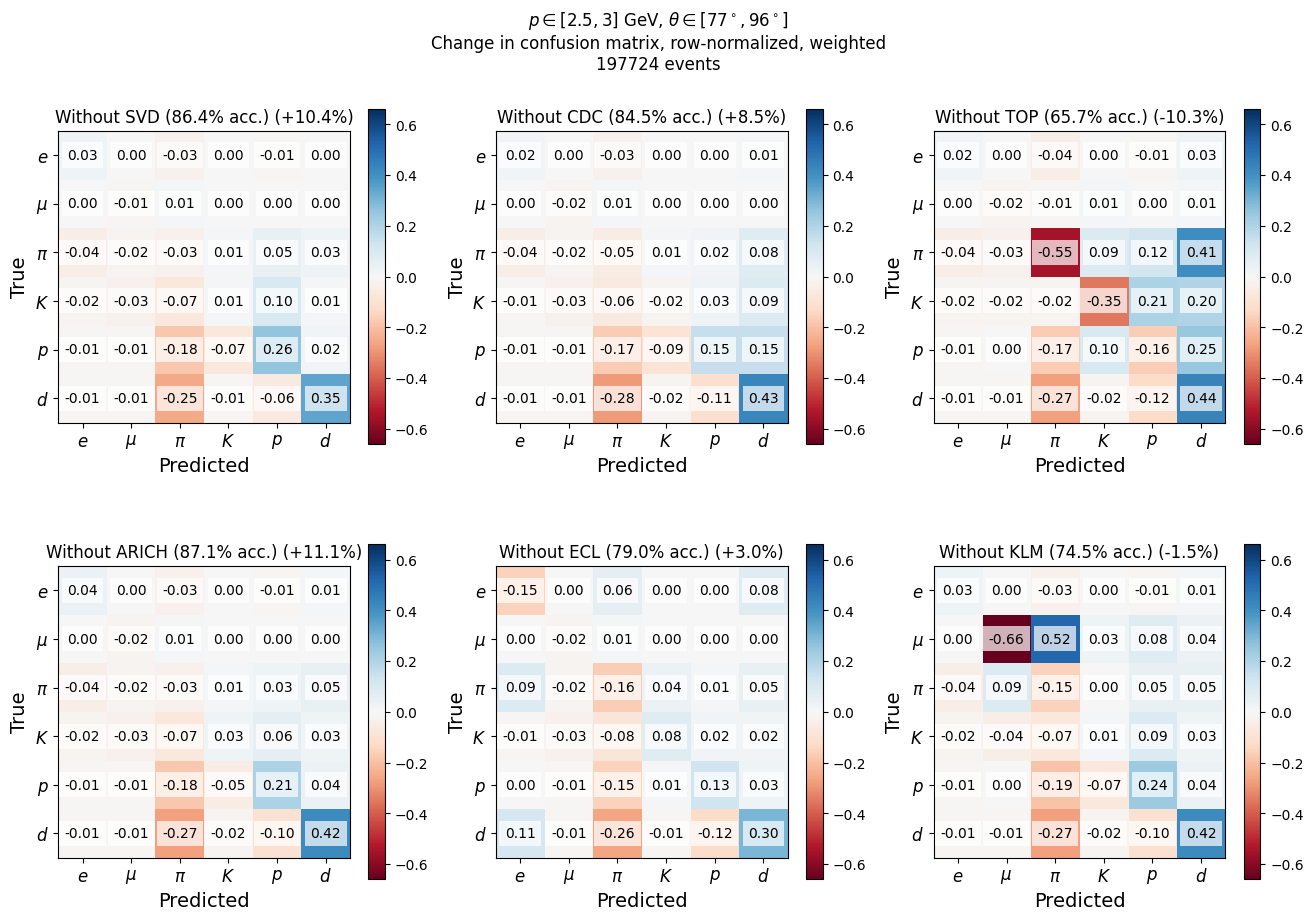 p ∈ [2.5, 3] GeV, θ ∈ [77°, 96°]
Change in confusion matrix, row-normalized, weighted
197724 events
Without SVD (86.4% acc.) (+10.4%)
True
e 0.03 0.00 -0.03 0.00 -0.01 0.00
μ 0.00 -0.01 0.01 0.00 0.00 0.00
π -0.04 -0.02 -0.03 0.01 0.05 0.03
K -0.02 -0.03 -0.07 0.01 0.10 0.01
p -0.01 -0.01 -0.18 -0.07 0.26 0.02
d -0.01 -0.01 -0.25 -0.01 -0.06 0.35
e μ π K p d
Predicted
0.6
0.4
0.2
0.0
−0.2
−0.4
−0.6
Without CDC (84.5% acc.) (+8.5%)
True
e 0.02 0.00 -0.03 0.00 0.00 0.01
μ 0.00 -0.02 0.01 0.00 0.00 0.00
π -0.04 -0.02 -0.05 0.01 0.02 0.08
K -0.01 -0.03 -0.06 -0.02 0.03 0.09
p -0.01 -0.01 -0.17 -0.09 0.15 0.15
d -0.01 -0.01 -0.28 -0.02 -0.11 0.43
e μ π K p d
Predicted
0.6
0.4
0.2
0.0
−0.2
−0.4
−0.6
Without TOP (65.7% acc.) (-10.3%)
True
e 0.02 0.00 -0.04 0.00 -0.01 0.03
μ 0.00 -0.02 -0.01 0.01 0.00 0.01
π -0.04 -0.03 -0.55 0.09 0.12 0.41
K -0.02 -0.02 -0.02 -0.35 0.21 0.20
p -0.01 0.00 -0.17 0.10 -0.16 0.25
d -0.01 -0.01 -0.27 -0.02 -0.12 0.44
e μ π K p d
Predicted
0.6
0.4
0.2
0.0
−0.2
−0.4
−0.6
Without ARICH (87.1% acc.) (+11.1%)
True
e 0.04 0.00 -0.03 0.00 -0.01 0.01
μ 0.00 -0.02 0.01 0.00 0.00 0.00
π -0.04 -0.02 -0.03 0.01 0.03 0.05
K -0.02 -0.03 -0.07 0.03 0.06 0.03
p -0.01 -0.01 -0.18 -0.05 0.21 0.04
d -0.01 -0.01 -0.27 -0.02 -0.10 0.42
e μ π K p d
Predicted
0.6
0.4
0.2
0.0
−0.2
−0.4
−0.6
Without ECL (79.0% acc.) (+3.0%)
True
e -0.15 0.00 0.06 0.00 0.00 0.08
μ 0.00 -0.02 0.01 0.00 0.00 0.00
π 0.09 -0.02 -0.16 0.04 0.01 0.05
K -0.01 -0.03 -0.08 0.08 0.02 0.02
p 0.00 -0.01 -0.15 0.01 0.13 0.03
d 0.11 -0.01 -0.26 -0.01 -0.12 0.30
e μ π K p d
Predicted
0.6
0.4
0.2
0.0
−0.2
−0.4
−0.6
Without KLM (74.5% acc.) (-1.5%)
True
e 0.03 0.00 -0.03 0.00 -0.01 0.01
μ 0.00 -0.66 0.52 0.03 0.08 0.04
π -0.04 0.09 -0.15 0.00 0.05 0.05
K -0.02 -0.04 -0.07 0.01 0.09 0.03
p -0.01 0.00 -0.19 -0.07 0.24 0.04
d -0.01 -0.01 -0.27 -0.02 -0.10 0.42
e μ π K p d
Predicted
0.6
0.4
0.2
0.0
−0.2
−0.4
−0.6